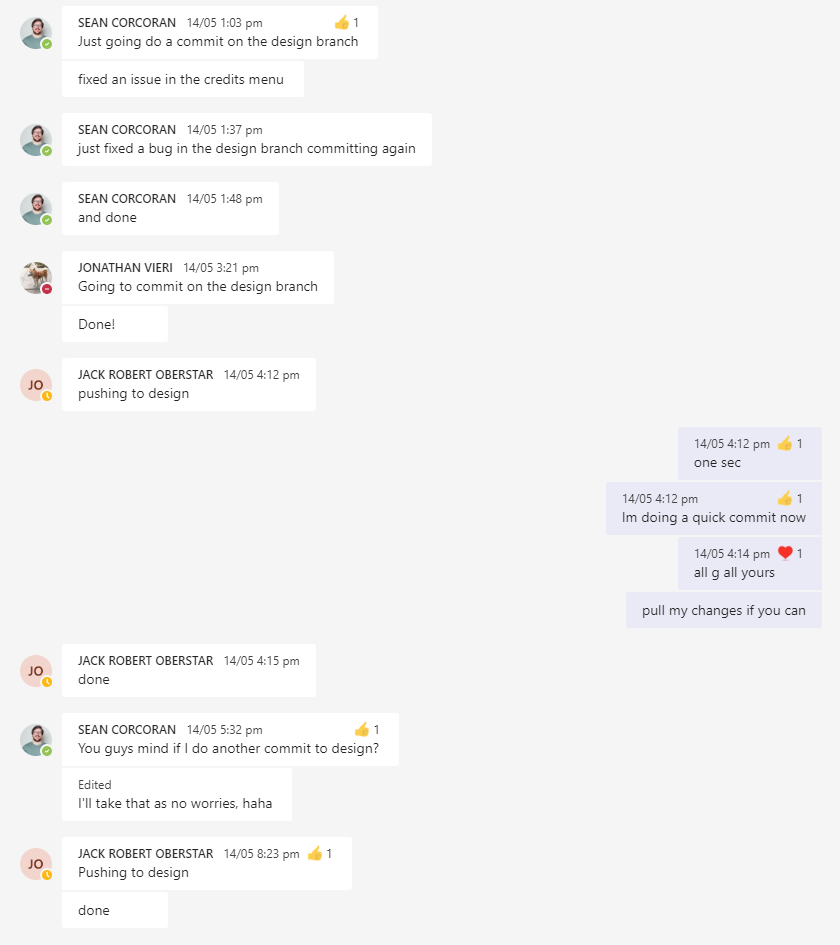 SEAN CORCORAN 14/05 1:03 pm 👍 1
Just going do a commit on the design branch
fixed an issue in the credits menu
SEAN CORCORAN 14/05 1:37 pm
just fixed a bug in the design branch committing again
SEAN CORCORAN 14/05 1:48 pm
and done
JONATHAN VIERI 14/05 3:21 pm
Going to commit on the design branch
Done!
JO
JACK ROBERT OBERSTAR 14/05 4:12 pm
pushing to design
14/05 4:12 pm 👍 1
one sec
14/05 4:12 pm 👍 1
Im doing a quick commit now
14/05 4:14 pm ❤️ 1
all g all yours
pull my changes if you can
JO
JACK ROBERT OBERSTAR 14/05 4:15 pm
done
SEAN CORCORAN 14/05 5:32 pm 👍 1
You guys mind if I do another commit to design?
Edited
I'll take that as no worries, haha
JO
JACK ROBERT OBERSTAR 14/05 8:23 pm 👍 1
Pushing to design
done